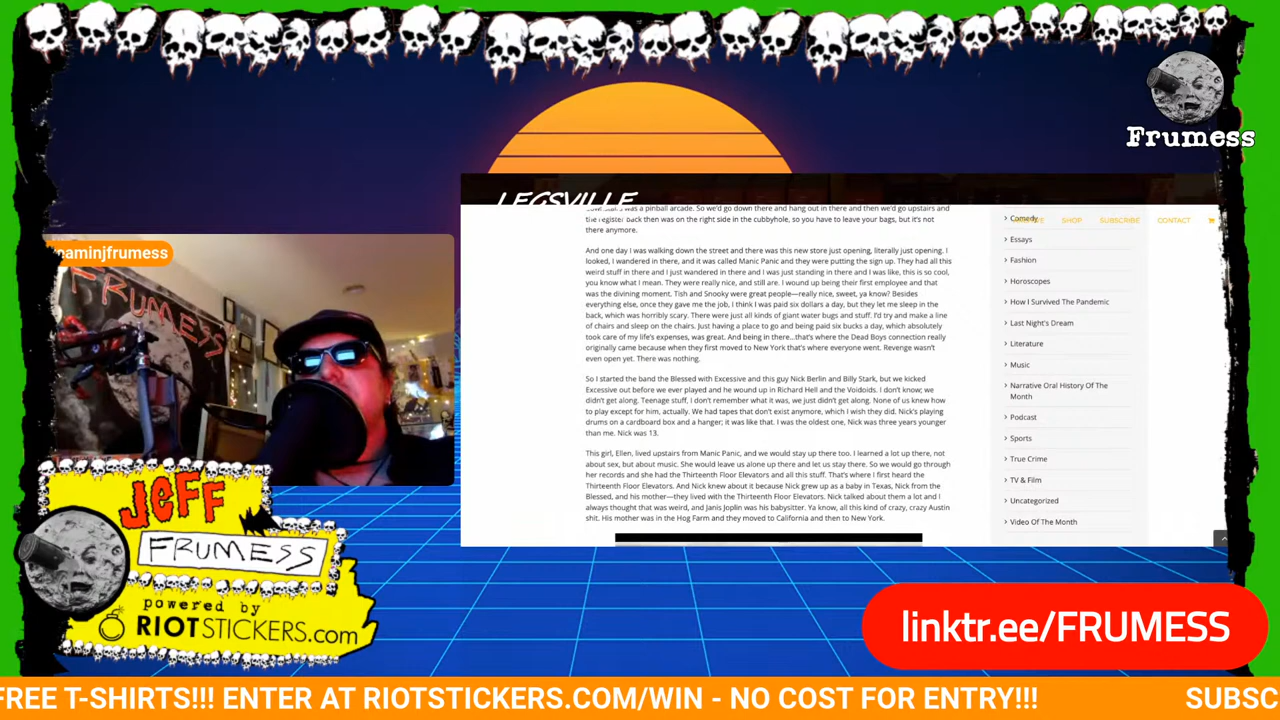 Frumess
LEGSVILLE
was a pinball arcade. So we'd go down there and hang out in there and then we'd go upstairs and
the register back then was on the right side in the cubbyhole, so you have to leave your bags, but it's not
there anymore.
And one day I was walking down the street and there was this new store just opening, literally just opening. I
looked, I wandered in there, and it was called Manic Panic and they were putting the sign up. They had all this
weird stuff in there and I just wandered in there and I was just standing in there and I was like, this is so cool,
you know what I mean. They were really nice, and still are. I wound up being their first employee and that
was the divining moment. Tish and Snooky were great people—really nice, sweet, ya know? Besides
everything else, once they gave me the job, I think I was paid six dollars a day, but they let me sleep in the
back, which was horribly scary. There were just all kinds of giant water bugs and stuff. I'd try and make a line
of chairs and sleep on the chairs. Just having a place to go and being paid six bucks a day, which absolutely
took care of my life's expenses, was great. And being in there...that's where the Dead Boys connection really
originally came because when they first moved to New York that's where everyone went. Revenge wasn't
even open yet. There was nothing.
So I started the band the Blessed with Excessive and this guy Nick Berlin and Billy Stark, but we kicked
Excessive out before we ever played and he wound up in Richard Hell and the Voidoids. I don't know; we
didn't get along. Teenage stuff, I don't remember what it was, we just didn't get along. None of us knew how
to play except for him, actually. We had tapes that don't exist anymore, which I wish they did. Nick's playing
drums on a cardboard box and a hanger; it was like that. I was the oldest one, Nick was three years younger
than me. Nick was 13.
This girl, Ellen, lived upstairs from Manic Panic, and we would stay up there too. I learned a lot up there, not
about sex, but about music. She would leave us alone up there and let us stay there. So we would go through
her records and she had the Thirteenth Floor Elevators and all this stuff. That's where I first heard the
Thirteenth Floor Elevators. And Nick knew about it because Nick grew up as a baby in Texas, Nick from the
Blessed, and his mother—they lived with the Thirteenth Floor Elevators. Nick talked about them a lot and I
always thought that was weird, and Janis Joplin was his babysitter. Ya know, all this kind of crazy, crazy Austin
shit. His mother was in the Hog Farm and they moved to California and then to New York.
SHOP SUBSCRIBE CONTACT
> Comedy
> Essays
> Fashion
> Horoscopes
> How I Survived The Pandemic
> Last Night's Dream
> Literature
> Music
> Narrative Oral History Of The
Month
> Podcast
> Sports
> True Crime
> TV & Film
> Uncategorized
> Video Of The Month
eaminjfrumess
FRUMESS
JEFF
FRUMESS
powered by
RIOTSTICKERS.com
linktr.ee/FRUMESS
FREE T-SHIRTS!!! ENTER AT RIOTSTICKERS.COM/WIN - NO COST FOR ENTRY!!! SUBSC